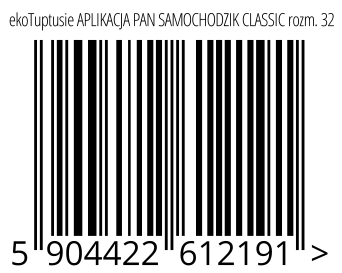 ekoTuptusie APLIKACJA PAN SAMOCHODZIK CLASSIC rozm. 32
5 904422 612191 >